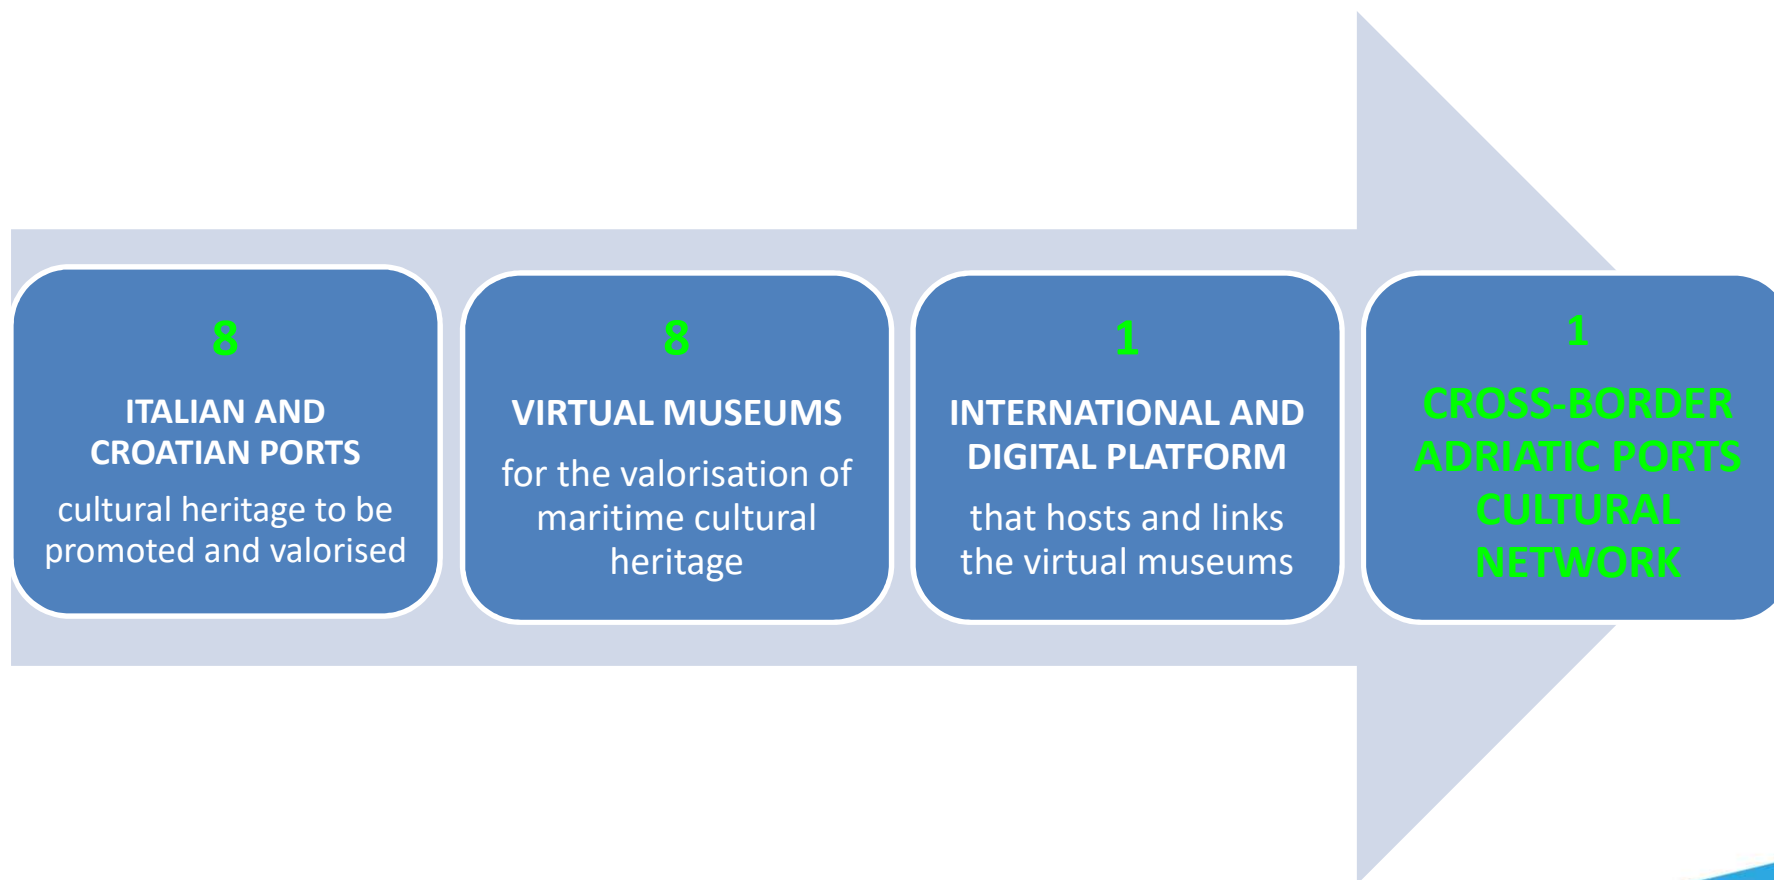 8
ITALIAN AND
CROATIAN PORTS
cultural heritage to be
promoted and valorised
8
VIRTUAL MUSEUMS
for the valorisation of
maritime cultural
heritage
1
INTERNATIONAL AND
DIGITAL PLATFORM
that hosts and links
the virtual museums
1
CROSS-BORDER
ADRIATIC PORTS
CULTURAL
NETWORK